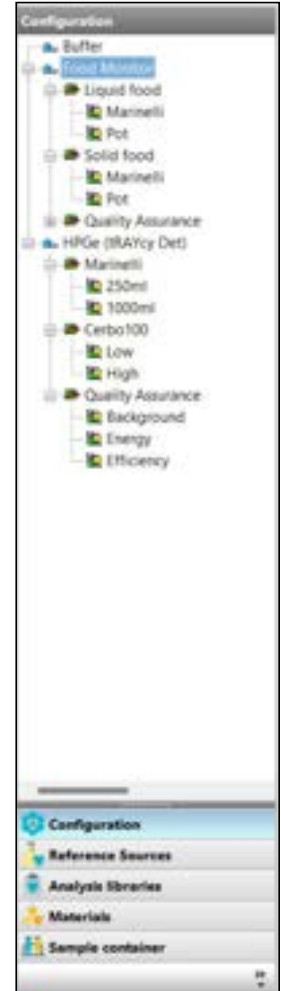 Configuration
Buffer
Food Monitor
Liquid food
Marinelli
Pot
Solid food
Marinelli
Pot
Quality Assurance
HPGe (tRAYcy Det)
Marinelli
250ml
1000ml
Cerbo100
Low
High
Quality Assurance
Background
Energy
Efficiency
Configuration
Reference Sources
Analysis libraries
Materials
Sample container